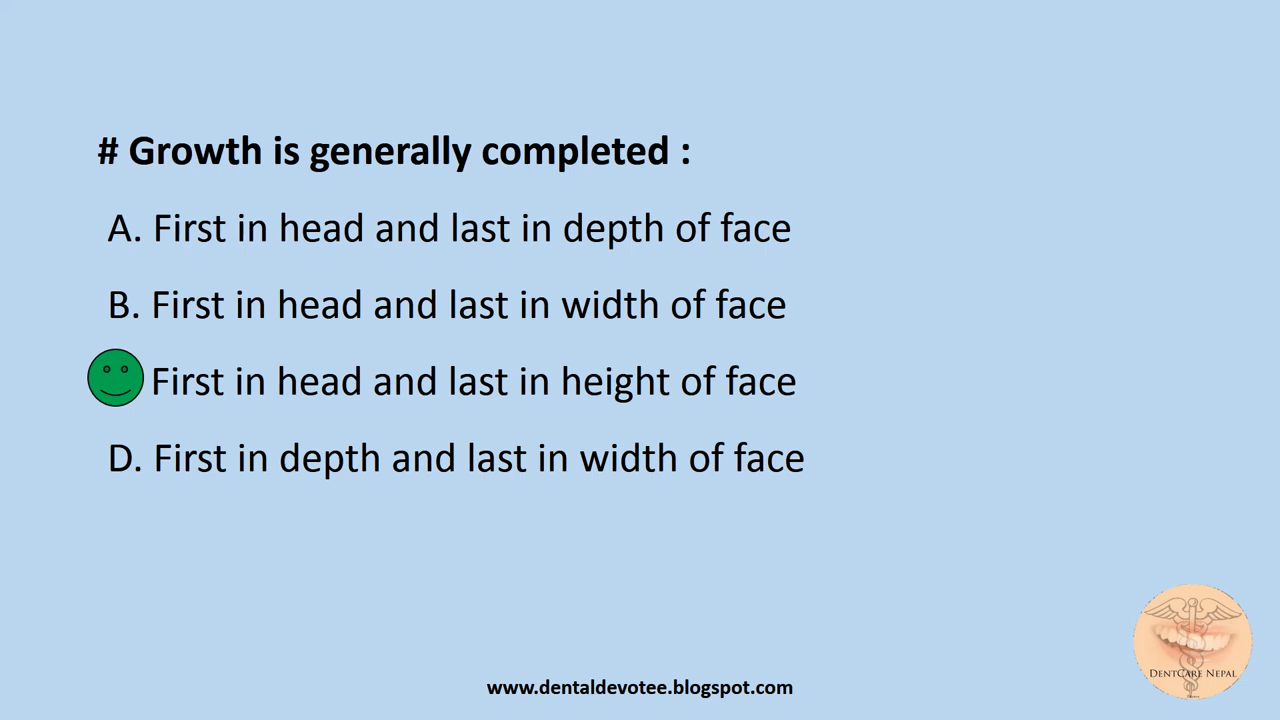 # Growth is generally completed :
A. First in head and last in depth of face
B. First in head and last in width of face
First in head and last in height of face
D. First in depth and last in width of face
DENTCARE NEPAL
www.dentaldevotee.blogspot.com